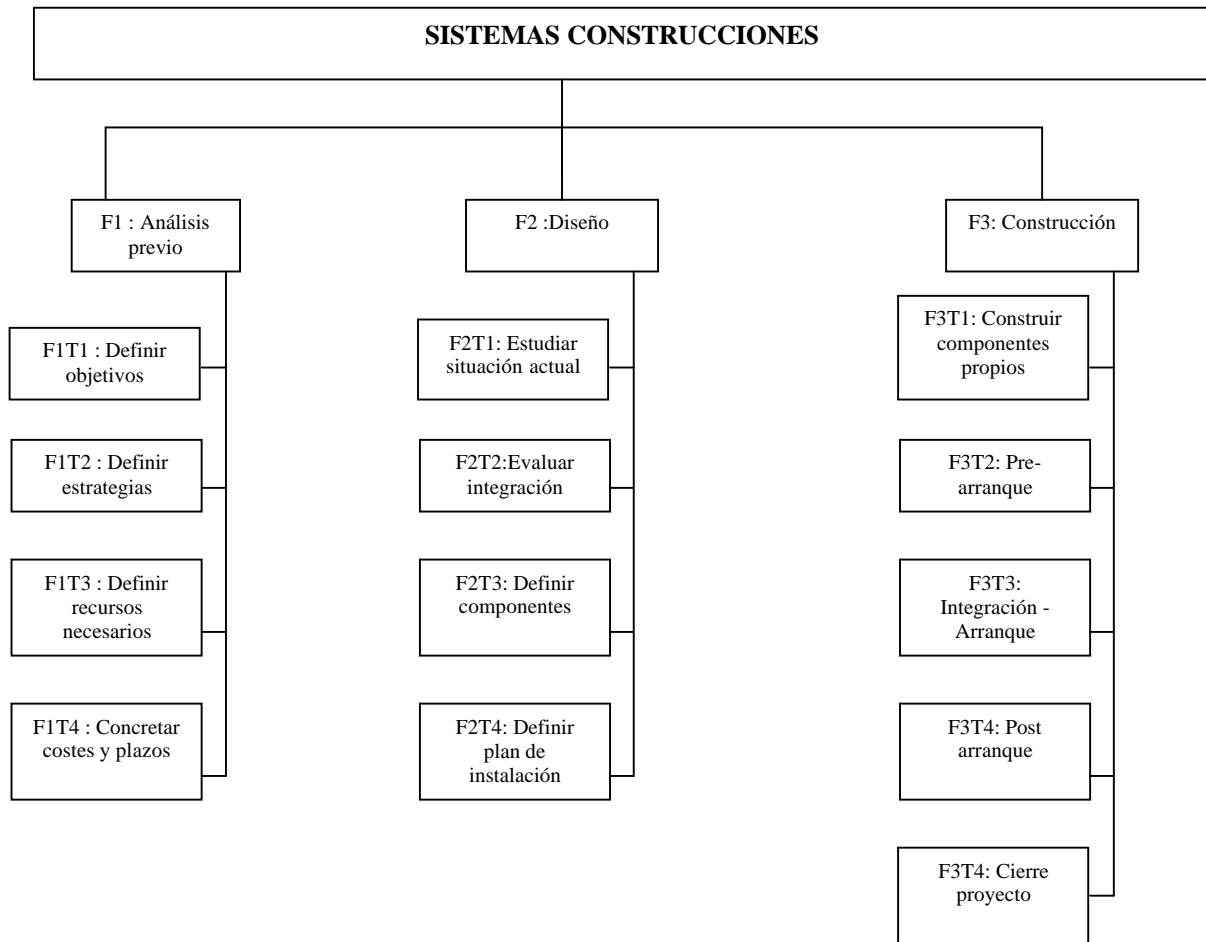 SISTEMAS CONSTRUCCIONES
F1 : Análisis
previo
F1T1 : Definir
objetivos
F1T2 : Definir
estrategias
F1T3 : Definir
recursos
necesarios
F1T4 : Concretar
costes y plazos
F2 :Diseño
F2T1: Estudiar
situación actual
F2T2:Evaluar
integración
F2T3: Definir
componentes
F2T4: Definir
plan de
instalación
F3: Construcción
F3T1: Construir
componentes
propios
F3T2: Pre-
arranque
F3T3:
Integración -
Arranque
F3T4: Post
arranque
F3T4: Cierre
proyecto